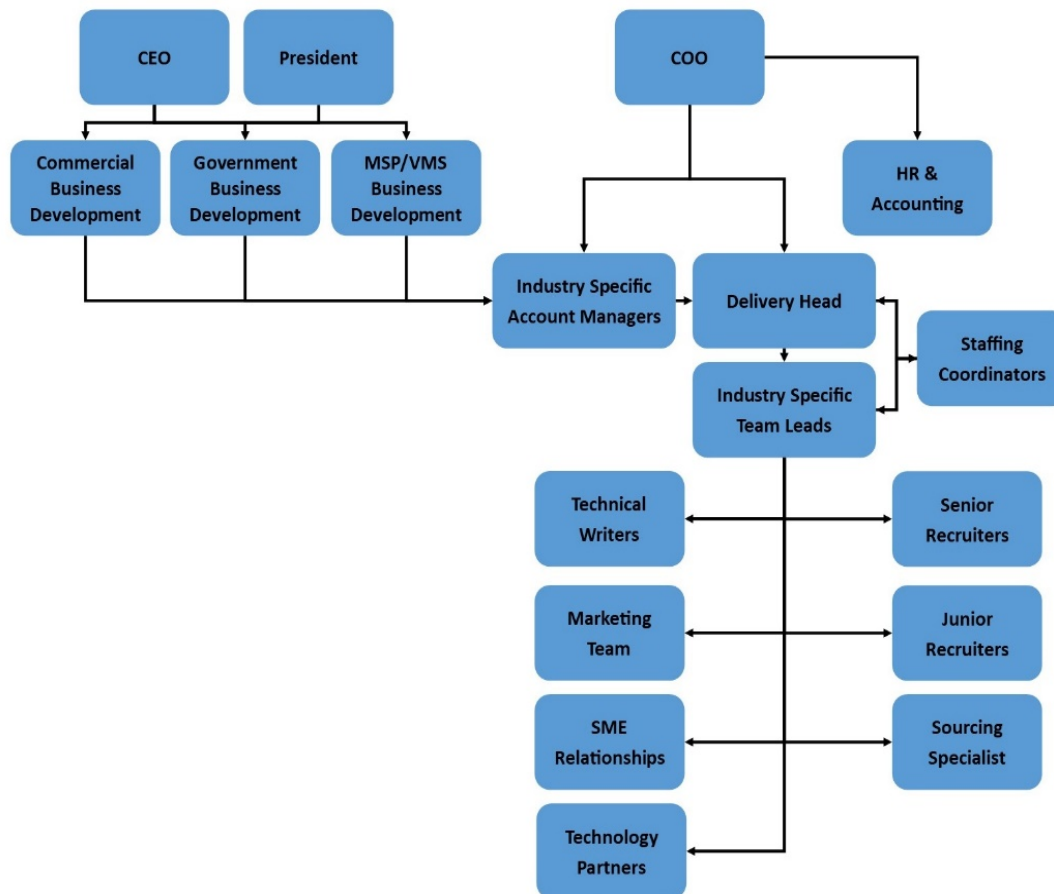 CEO
President
COO
Commercial
Business
Development
Government
Business
Development
MSP/VMS
Business
Development
HR &
Accounting
Industry Specific
Account Managers
Delivery Head
Staffing
Coordinators
Industry Specific
Team Leads
Technical
Writers
Senior
Recruiters
Marketing
Team
Junior
Recruiters
SME
Relationships
Sourcing
Specialist
Technology
Partners